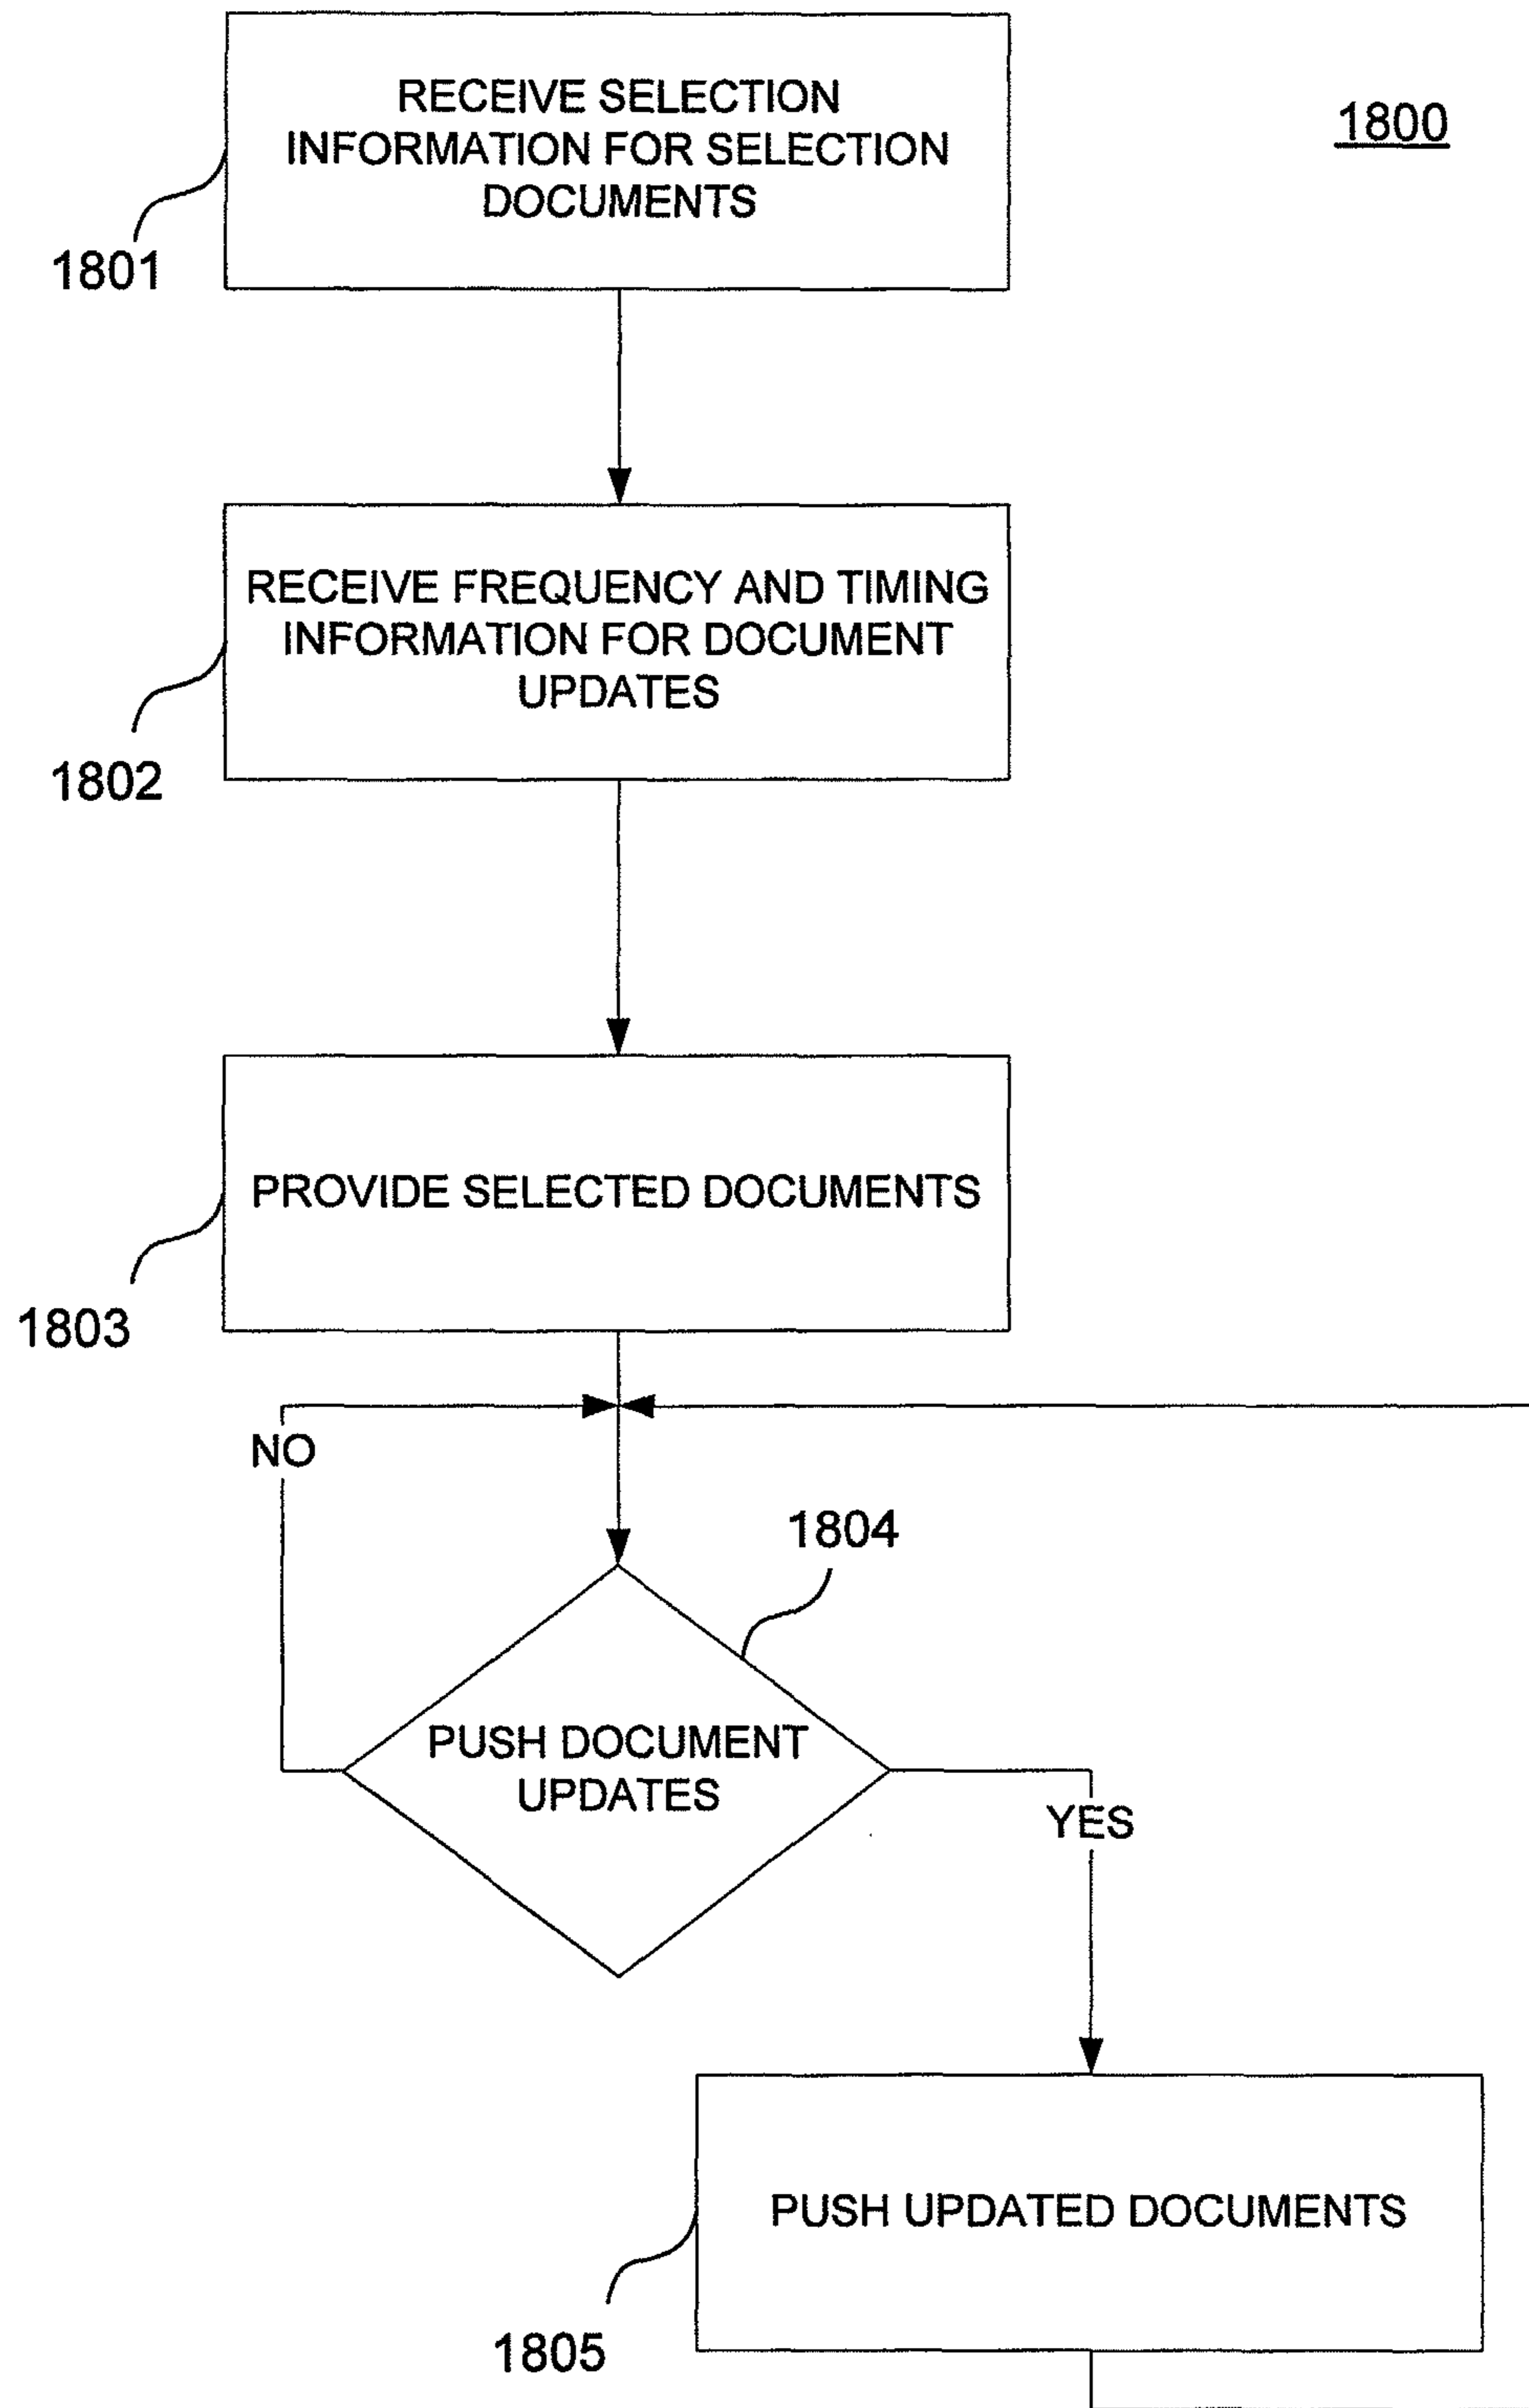 1800
RECEIVE SELECTION
INFORMATION FOR SELECTION
DOCUMENTS
1801
RECEIVE FREQUENCY AND TIMING
INFORMATION FOR DOCUMENT
UPDATES
1802
PROVIDE SELECTED DOCUMENTS
1803
NO
1804
PUSH DOCUMENT
UPDATES
YES
PUSH UPDATED DOCUMENTS
1805